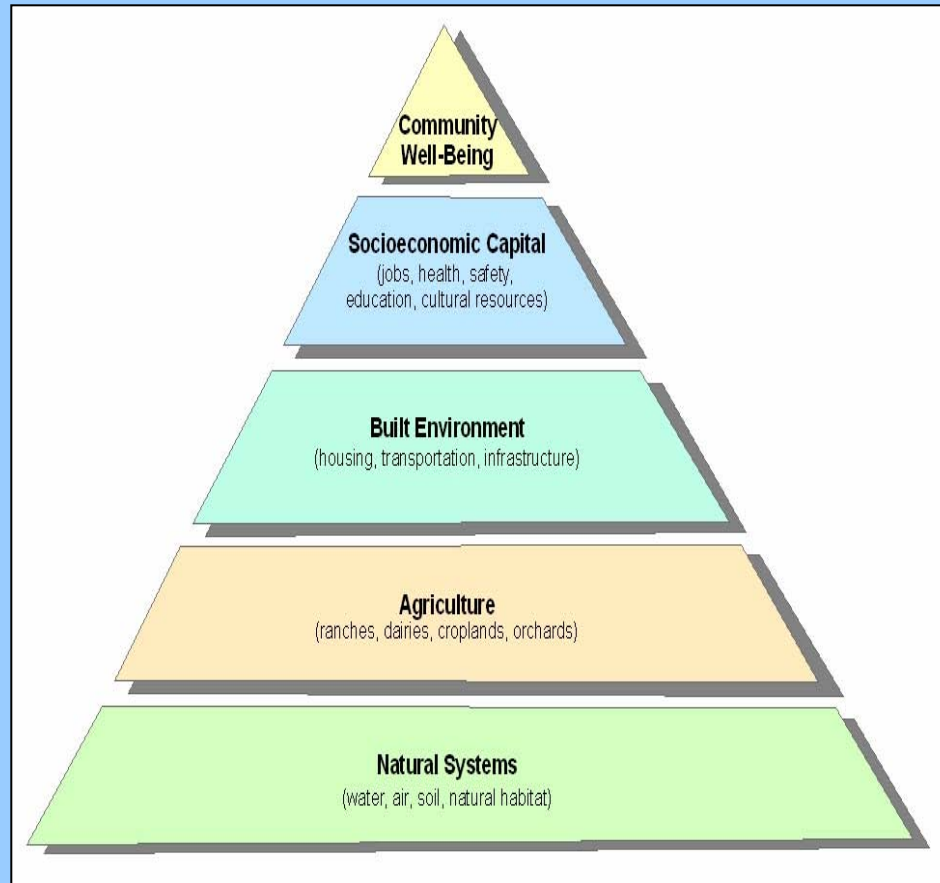 Community
Well-Being
Socioeconomic Capital
(jobs, health, safety,
education, cultural resources)
Built Environment
(housing, transportation, infrastructure)
Agriculture
(ranches, dairies, croplands, orchards)
Natural Systems
(water, air, soil, natural habitat)